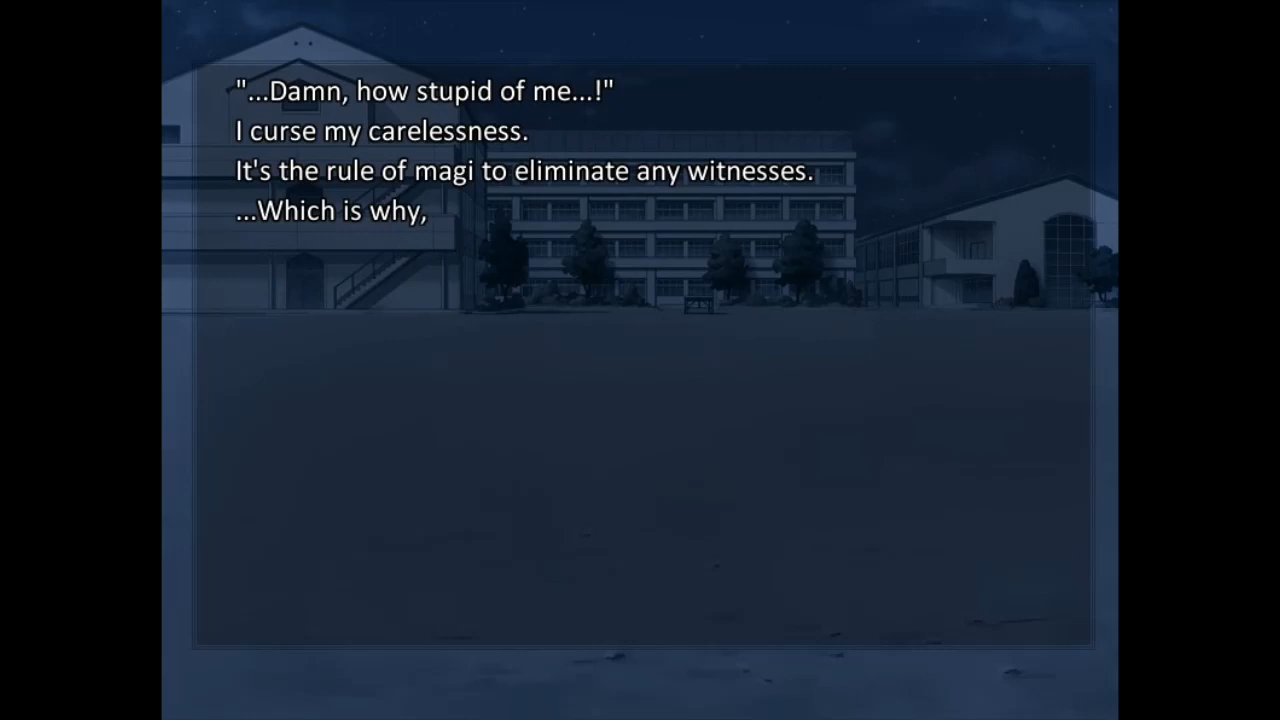 "...Damn, how stupid of me...!"
I curse my carelessness.
It's the rule of magi to eliminate any witnesses.
...Which is why,